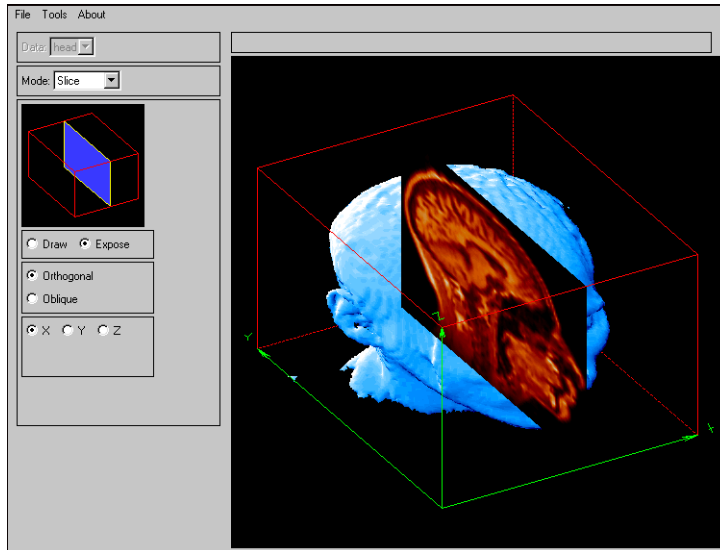 File Tools About
Data: head
Mode: Slice
Draw Expose
Orthogonal
Oblique
X Y Z
Z
Y
X